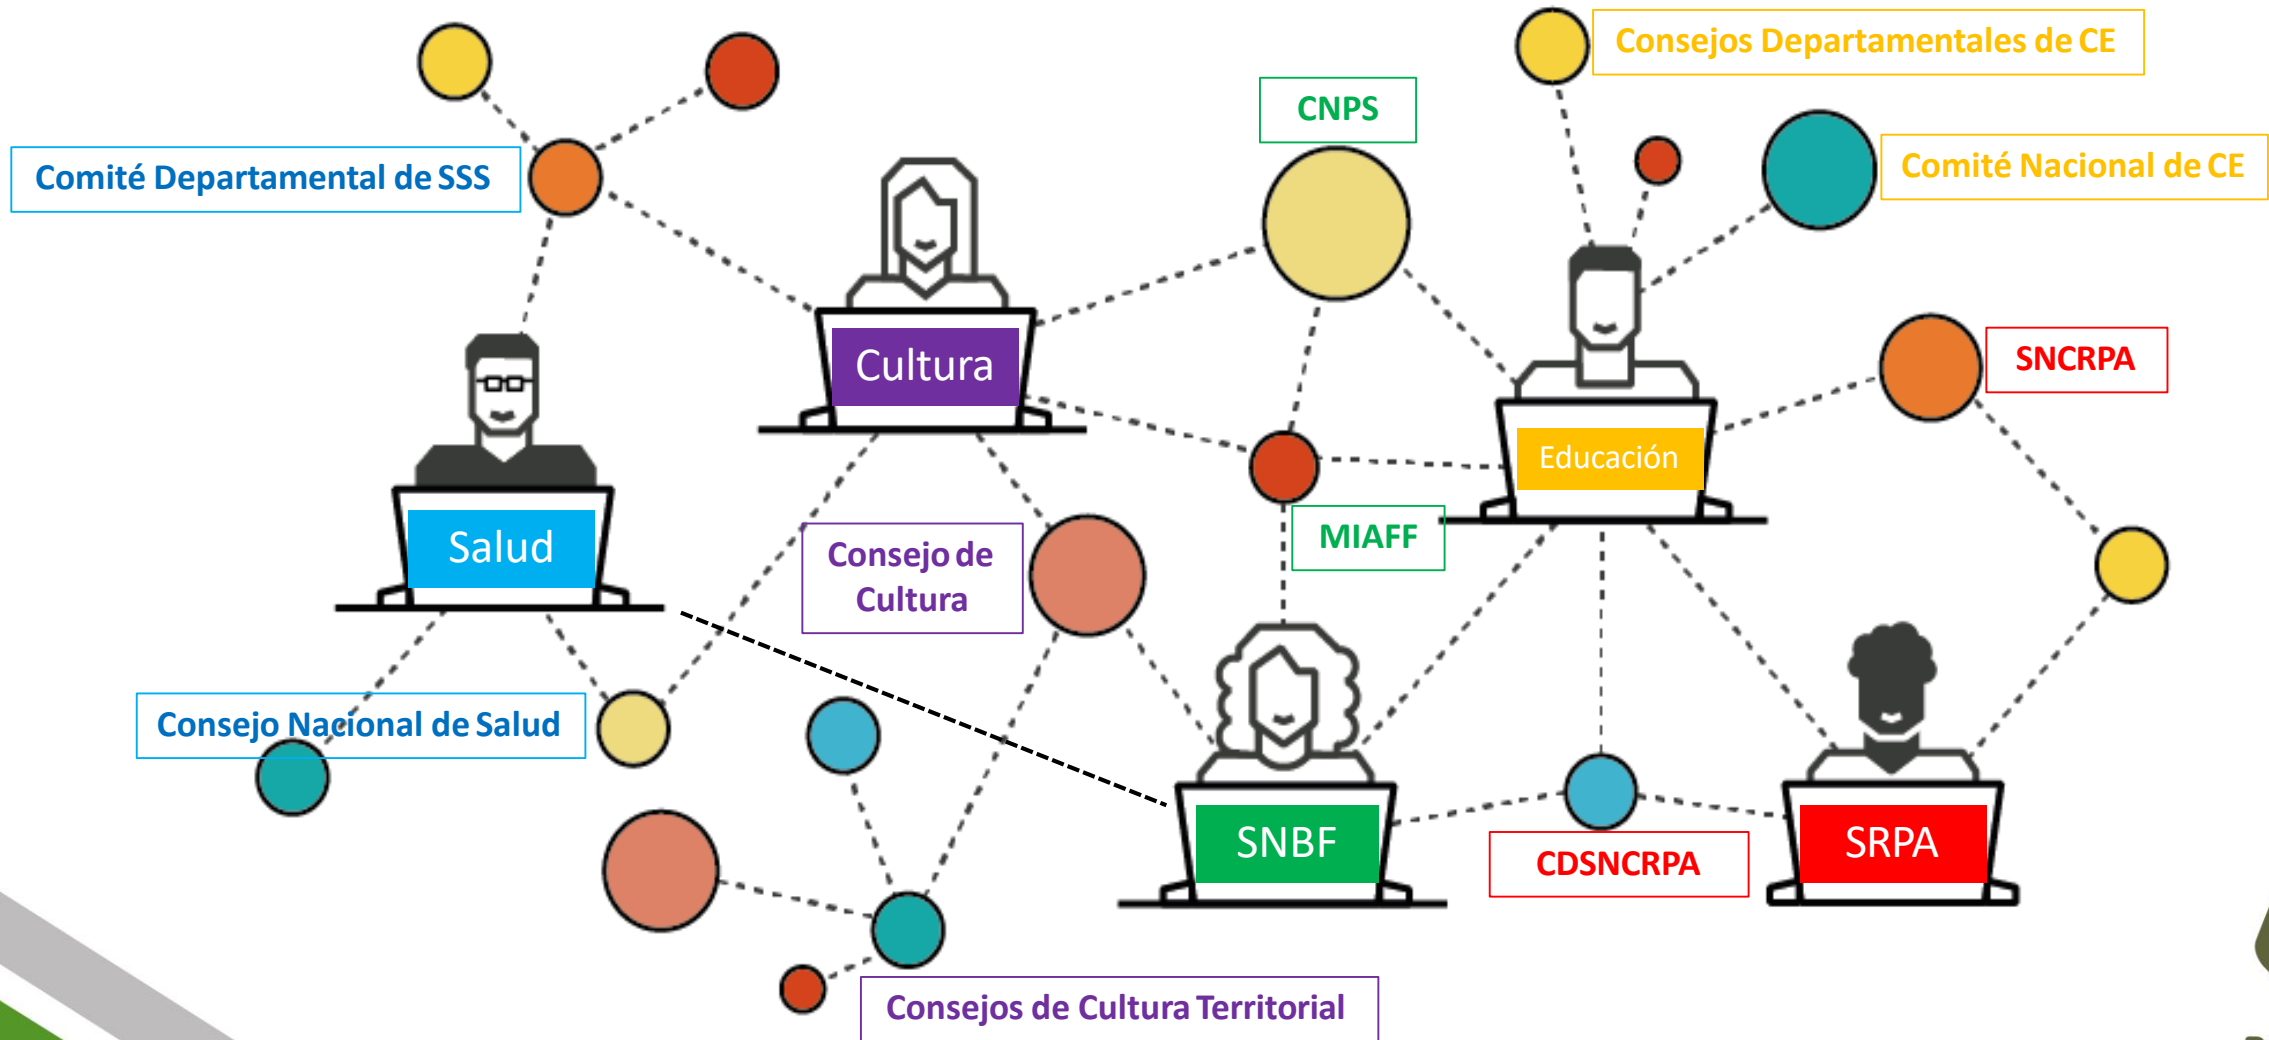 Consejos Departamentales de CE
CNPS
Comité Departamental de SSS
Comité Nacional de CE
Cultura
SNCRPA
Educación
Salud
MIAFF
Consejo de
Cultura
Consejo Nacional de Salud
SNBF
CDSNCRPA
SRPA
Consejos de Cultura Territorial